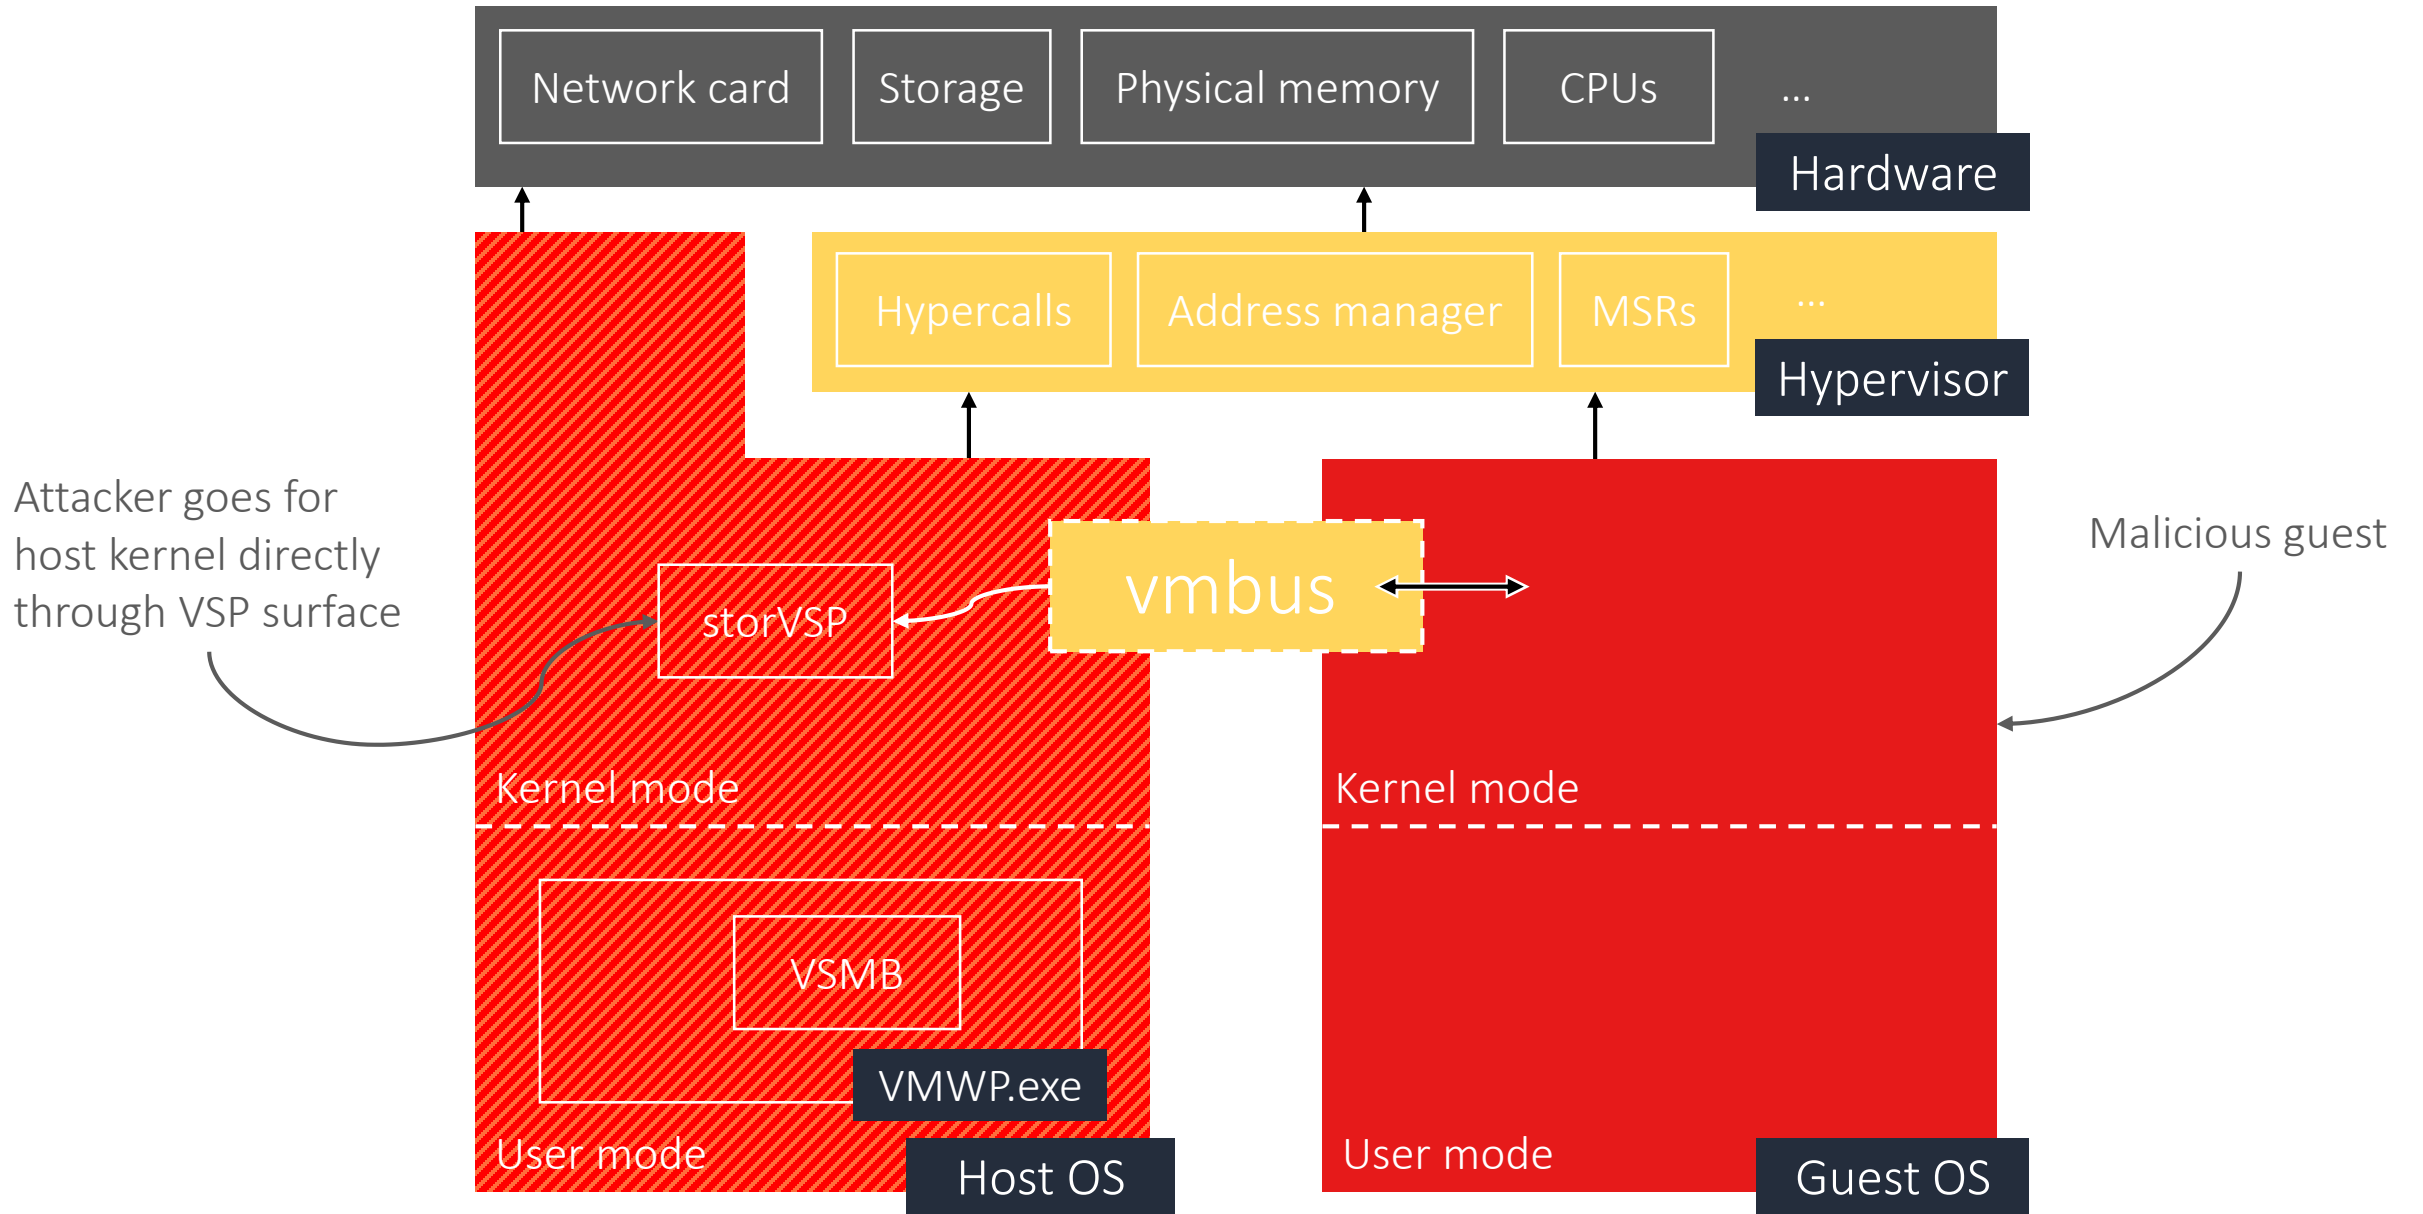 Network card
Storage
Physical memory
CPUs
...
Hardware
Hypercalls
Address manager
MSRs
...
Hypervisor
Attacker goes for
host kernel directly
through VSP surface
storVSP
vmbus
Malicious guest
Kernel mode
Kernel mode
VSMB
VMWP.exe
User mode
Host OS
User mode
Guest OS